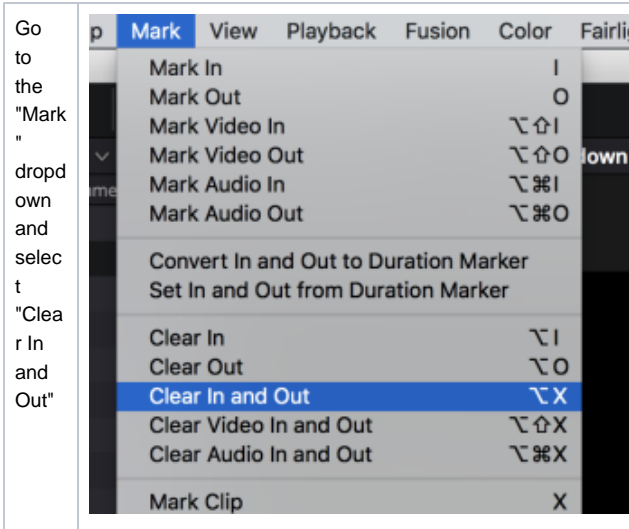 Go
to
the
"Mark
"
dropd
own
and
selec
t
"Clea
r In
and
Out"
p Mark View Playback Fusion Color Fairli
Mark In I
Mark Out O
Mark Video In ⌥⇧I
Mark Video Out ⌥⇧O
Mark Audio In ⌥⌘I
Mark Audio Out ⌥⌘O
Convert In and Out to Duration Marker
Set In and Out from Duration Marker
Clear In ⌥I
Clear Out ⌥O
Clear In and Out ⌥X
Clear Video In and Out ⌥⇧X
Clear Audio In and Out ⌥⌘X
Mark Clip X
down
ame